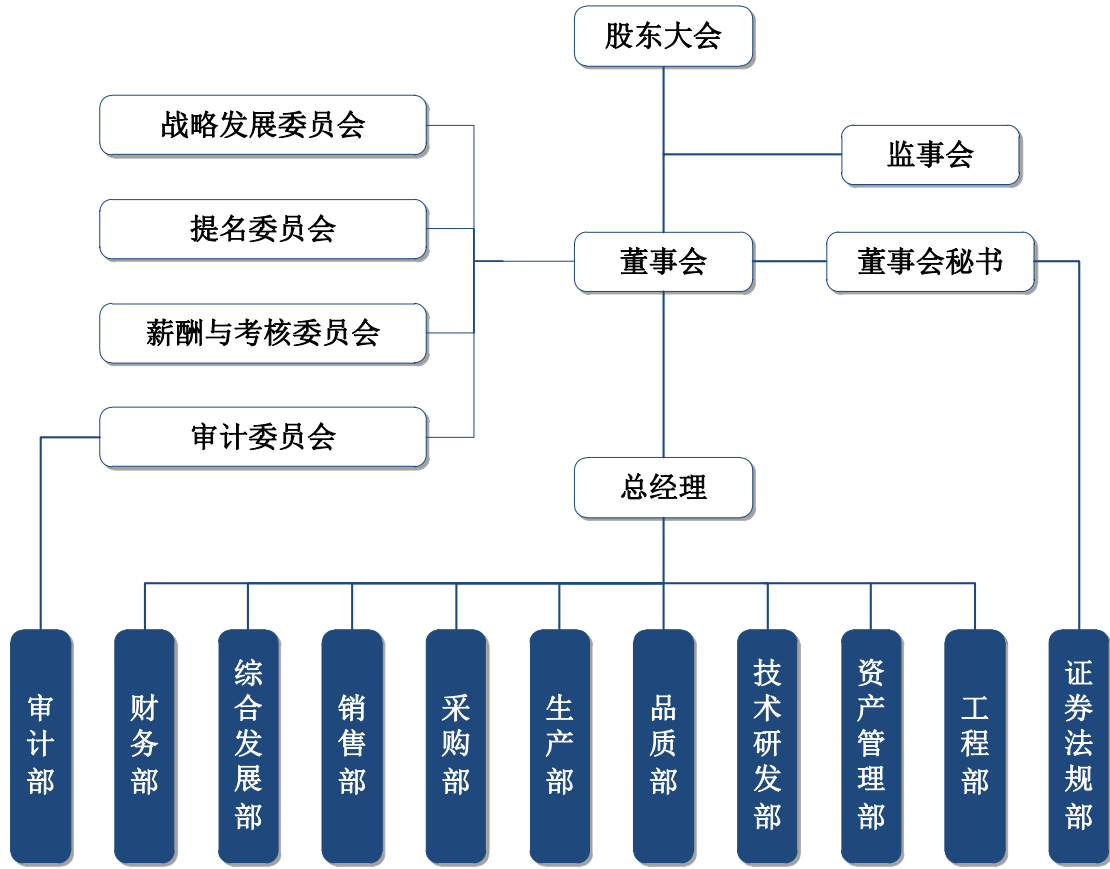 股东大会
战略发展委员会
监事会
提名委员会
董事会
董事会秘书
薪酬与考核委员会
审计委员会
总经理
审计部
财务部
综合发展部
销售部
采购部
生产部
品质部
技术研发部
资产管理部
工程部
证券法规部